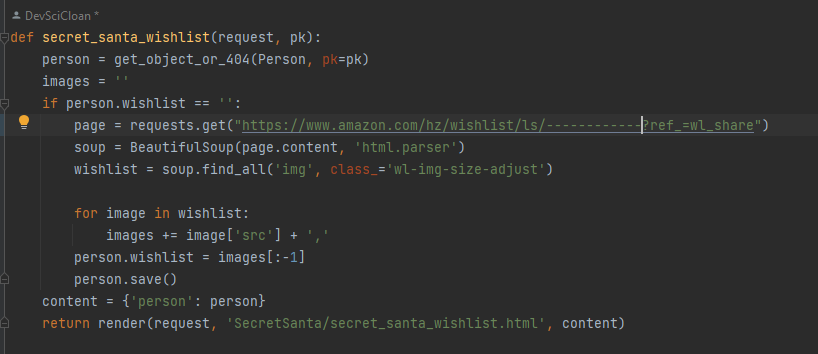 DevSciCloan *
def secret_santa_wishlist(request, pk):
    person = get_object_or_404(Person, pk=pk)
    images = ''
    if person.wishlist == '':
        page = requests.get("https://www.amazon.com/hz/wishlist/ls/------------?ref_=wl_share")
        soup = BeautifulSoup(page.content, 'html.parser')
        wishlist = soup.find_all('img', class_='wl-img-size-adjust')

        for image in wishlist:
            images += image['src'] + ','
        person.wishlist = images[:-1]
        person.save()
    content = {'person': person}
    return render(request, 'SecretSanta/secret_santa_wishlist.html', content)